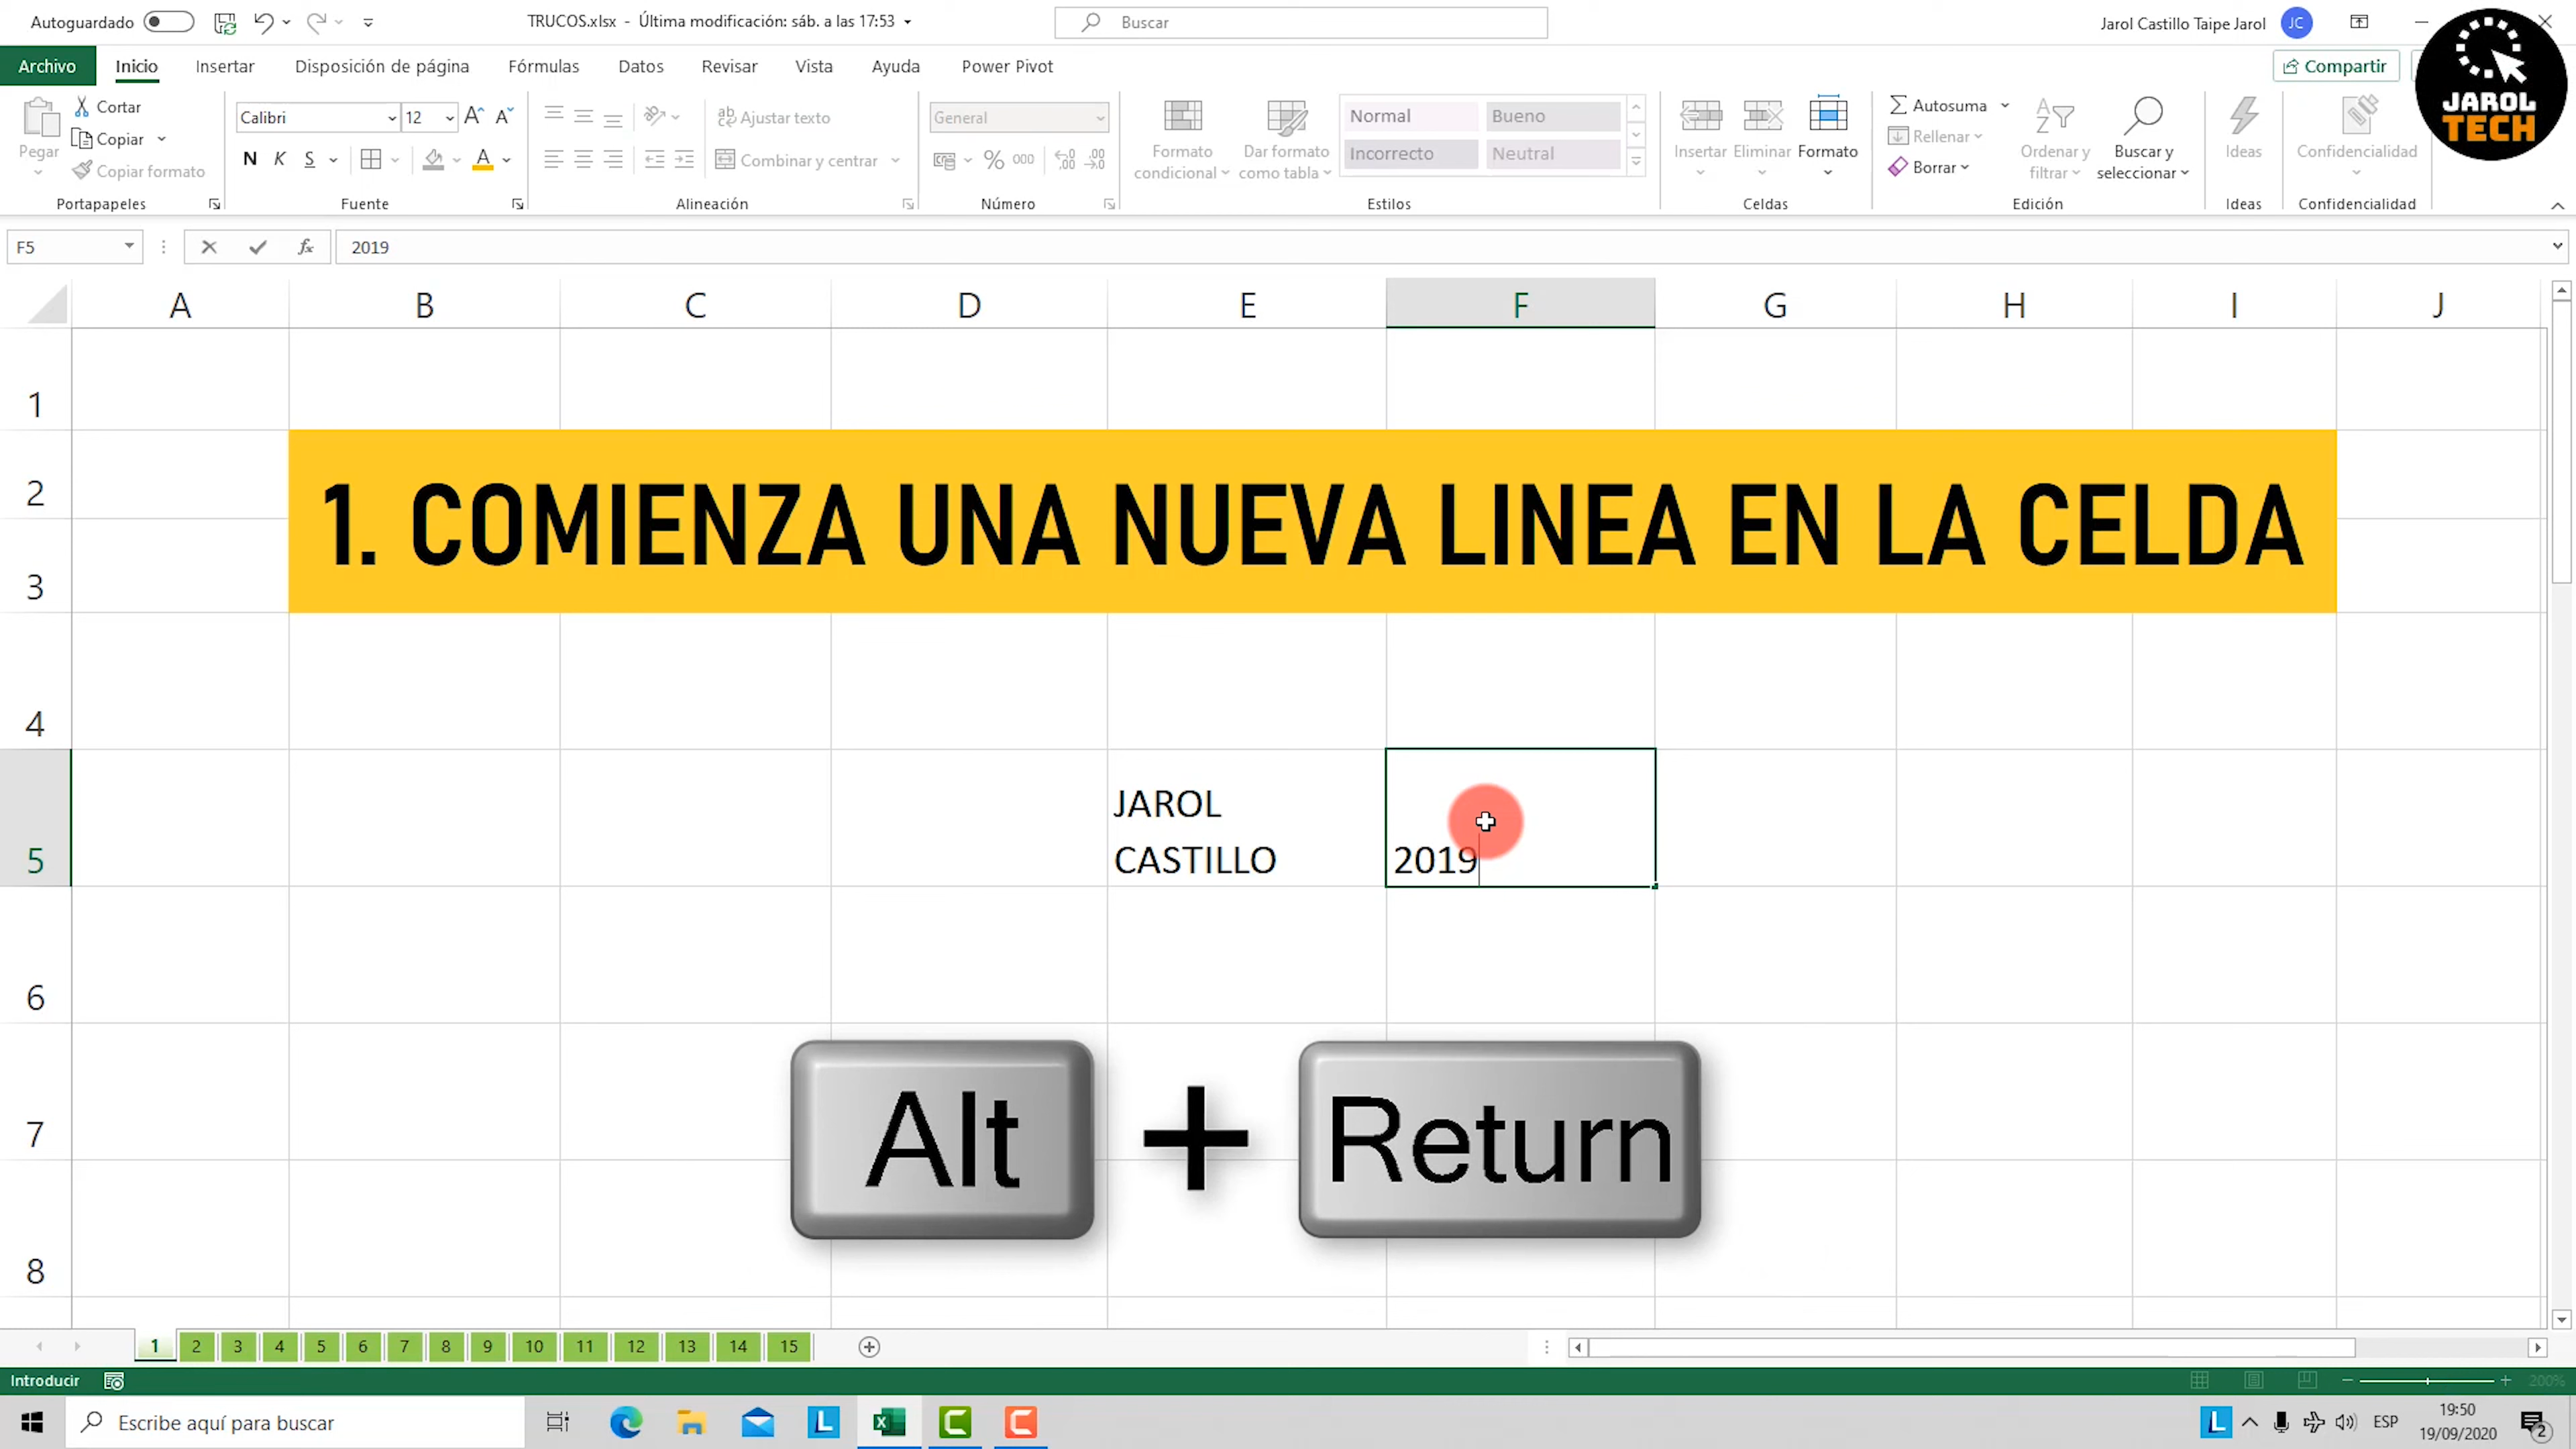 Autoguardado
TRUCOS.xlsx - Última modificación: sáb. a las 17:53
Buscar
Jarol Castillo Taipe Jarol
JC
Archivo Inicio Insertar Disposición de página Fórmulas Datos Revisar Vista Ayuda Power Pivot
Compartir
JAROL
TECH
Pegar
Cortar
Copiar
Copiar formato
Portapapeles
Calibri 12
N K S
Fuente
Ajustar texto
Combinar y centrar
Alineación
General
% 000
Número
Formato
condicional
Dar formato
como tabla
Normal Bueno
Incorrecto Neutral
Estilos
Insertar Eliminar Formato
Celdas
Autosuma
Rellenar
Borrar
Ordenar y
filtrar
Buscar y
seleccionar
Edición
Ideas
Ideas
Confidencialidad
Confidencialidad
F5 fx 2019
A B C D E F G H I J
1
2
3
1. COMIENZA UNA NUEVA LINEA EN LA CELDA
4
5
JAROL
CASTILLO
2019
6
7
Alt + Return
8
1 2 3 4 5 6 7 8 9 10 11 12 13 14 15
Introducir
200%
Escribe aquí para buscar
ESP
19:50
19/09/2020
2